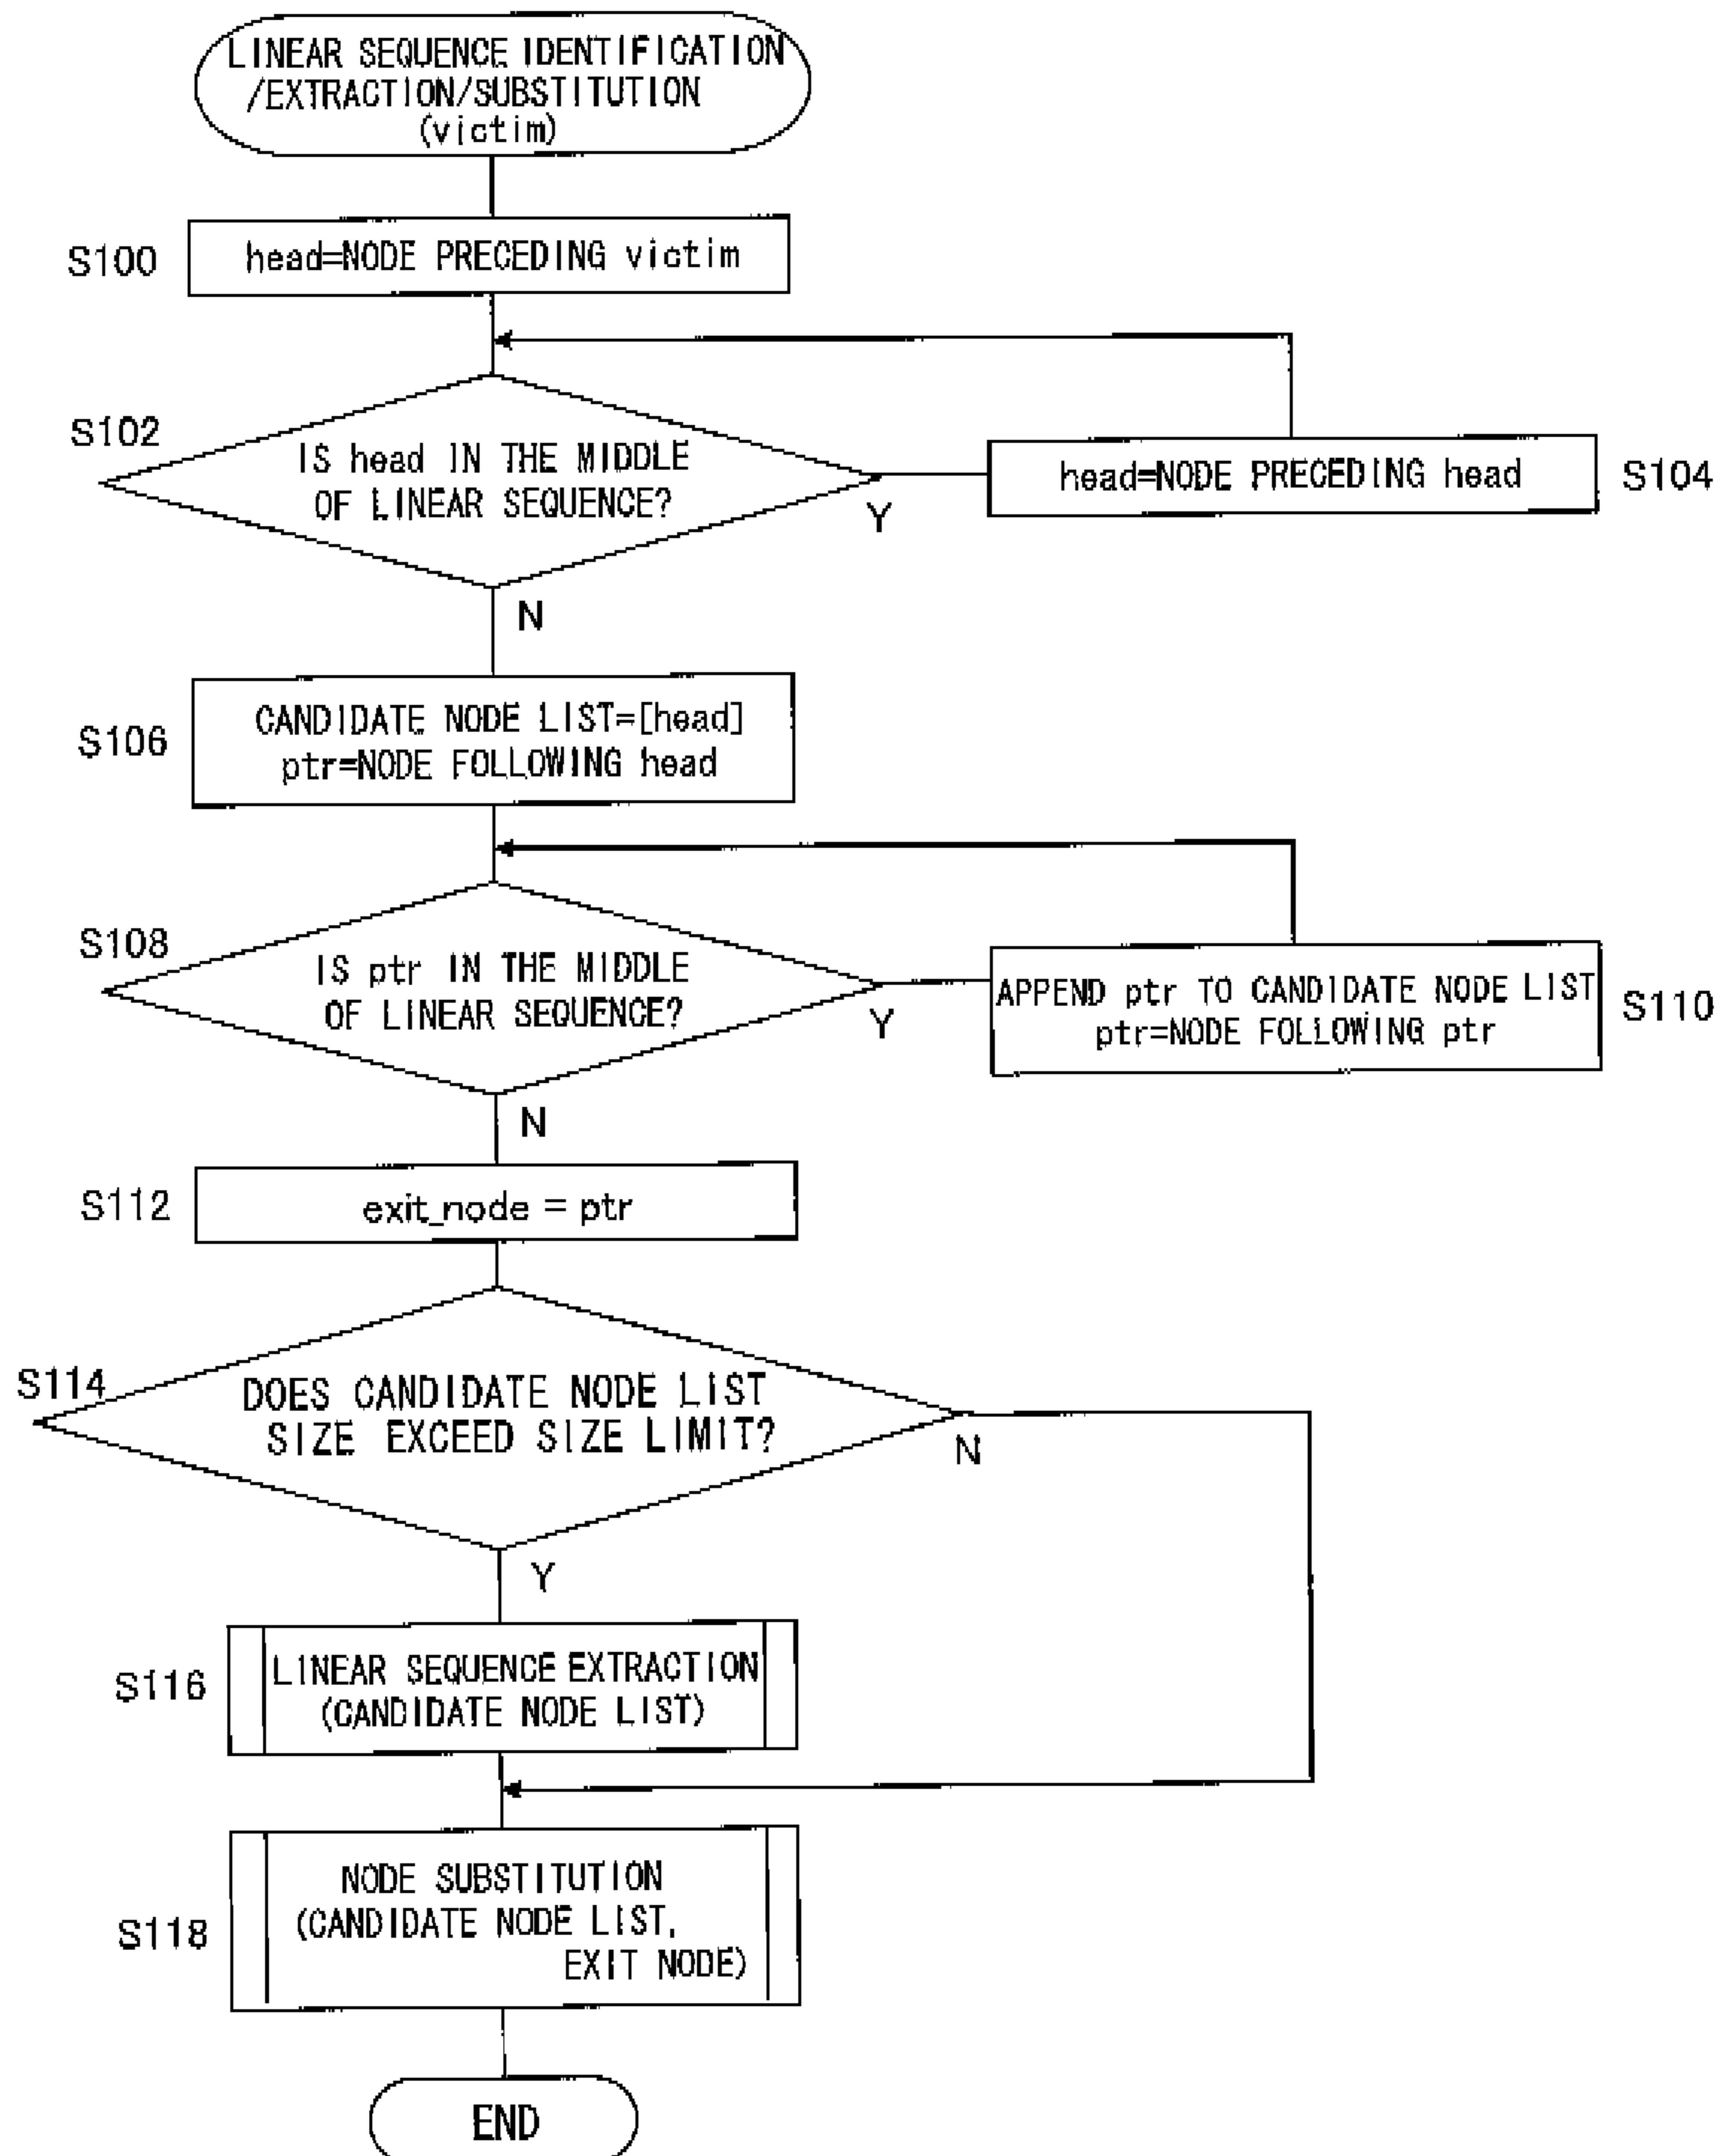 LINEAR SEQUENCE IDENTIFICATION
/EXTRACTION/SUBSTITUTION
(victim)
S100
head=NODE PRECEDING victim
S102
IS head IN THE MIDDLE
OF LINEAR SEQUENCE?
Y
head=NODE PRECEDING head
S104
N
S106
CANDIDATE NODE LIST=[head]
ptr=NODE FOLLOWING head
S108
IS ptr IN THE MIDDLE
OF LINEAR SEQUENCE?
Y
APPEND ptr TO CANDIDATE NODE LIST
ptr=NODE FOLLOWING ptr
S110
N
S112
exit_node = ptr
S114
DOES CANDIDATE NODE LIST
SIZE EXCEED SIZE LIMIT?
N
Y
S116
LINEAR SEQUENCE EXTRACTION
(CANDIDATE NODE LIST)
S118
NODE SUBSTITUTION
(CANDIDATE NODE LIST,
EXIT NODE)
END